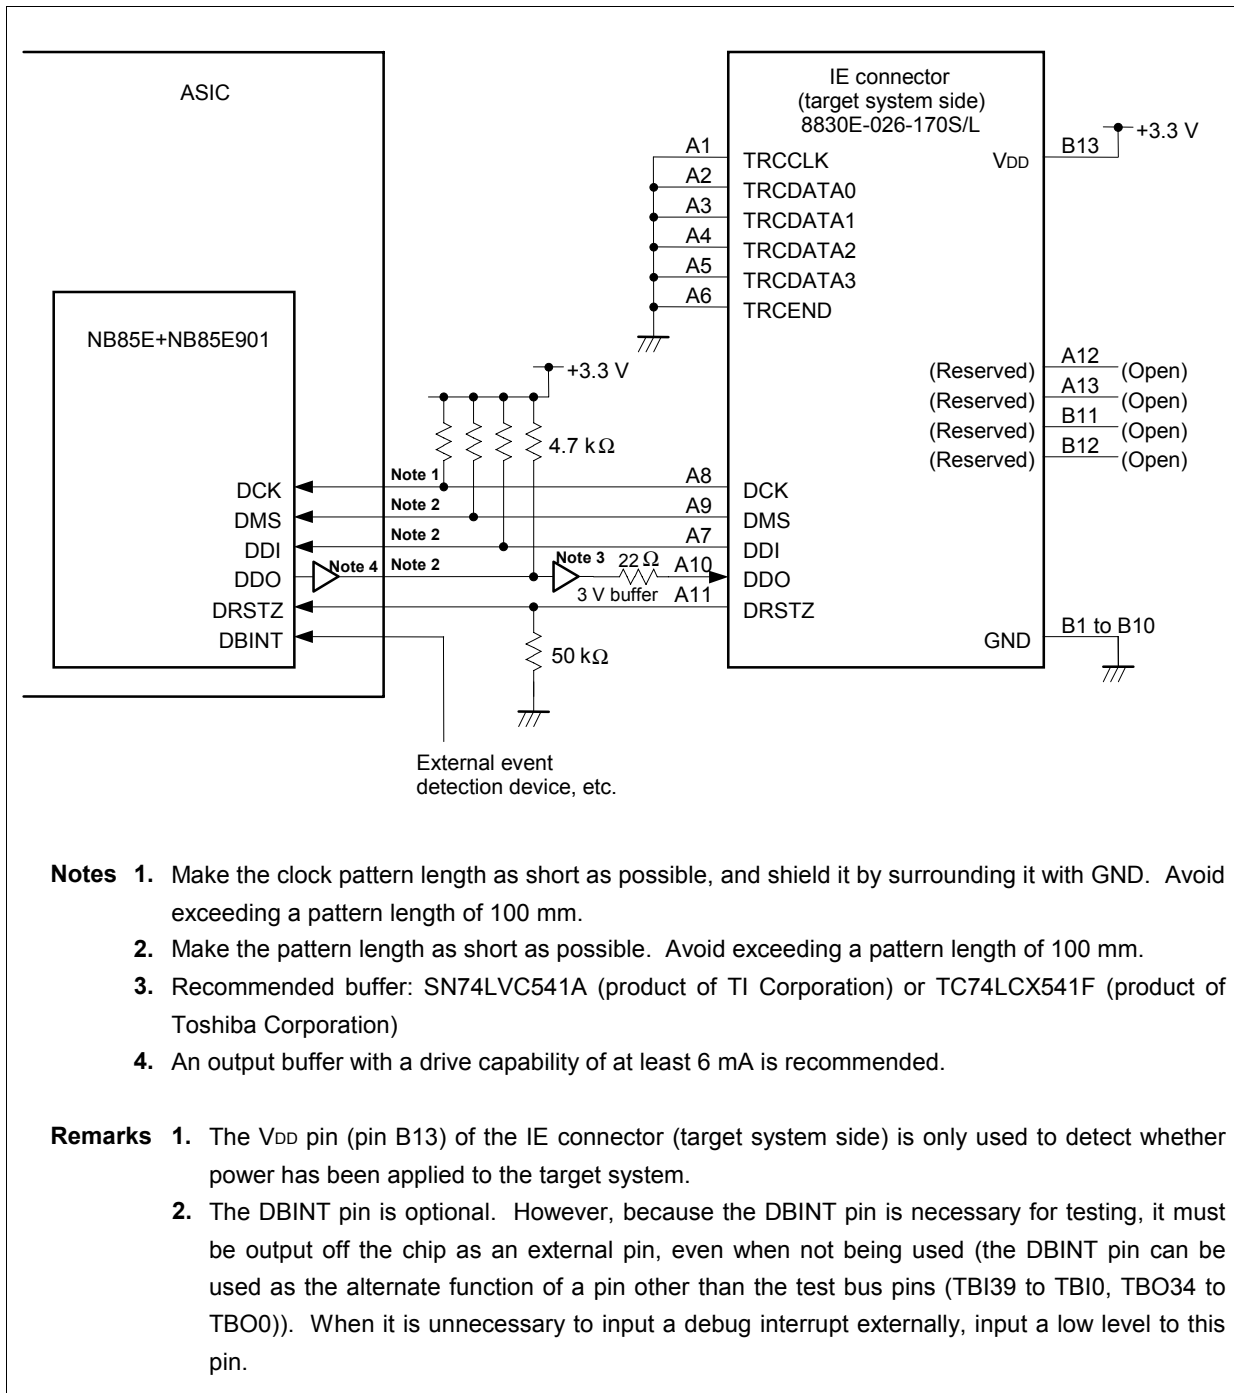 ASIC
IE connector
(target system side)
8830E-026-170S/L
A1
TRCCLK
VDD
B13
+3.3 V
A2
TRCDATA0
A3
TRCDATA1
A4
TRCDATA2
A5
TRCDATA3
A6
TRCEND
NB85E+NB85E901
+3.3 V
(Reserved)
A12
(Open)
(Reserved)
A13
(Open)
(Reserved)
B11
(Open)
(Reserved)
B12
(Open)
4.7 kΩ
DCK
Note 1
A8
DCK
DMS
Note 2
A9
DMS
DDI
Note 2
A7
DDI
DDO
Note 4
Note 2
Note 3
3 V buffer
22 Ω
A10
DDO
DRSTZ
A11
DRSTZ
DBINT
50 kΩ
GND
B1 to B10
External event
detection device, etc.
Notes 1. Make the clock pattern length as short as possible, and shield it by surrounding it with GND. Avoid
exceeding a pattern length of 100 mm.
2. Make the pattern length as short as possible. Avoid exceeding a pattern length of 100 mm.
3. Recommended buffer: SN74LVC541A (product of TI Corporation) or TC74LCX541F (product of
Toshiba Corporation)
4. An output buffer with a drive capability of at least 6 mA is recommended.
Remarks 1. The VDD pin (pin B13) of the IE connector (target system side) is only used to detect whether
power has been applied to the target system.
2. The DBINT pin is optional. However, because the DBINT pin is necessary for testing, it must
be output off the chip as an external pin, even when not being used (the DBINT pin can be
used as the alternate function of a pin other than the test bus pins (TBI39 to TBI0, TBO34 to
TBO0)). When it is unnecessary to input a debug interrupt externally, input a low level to this
pin.